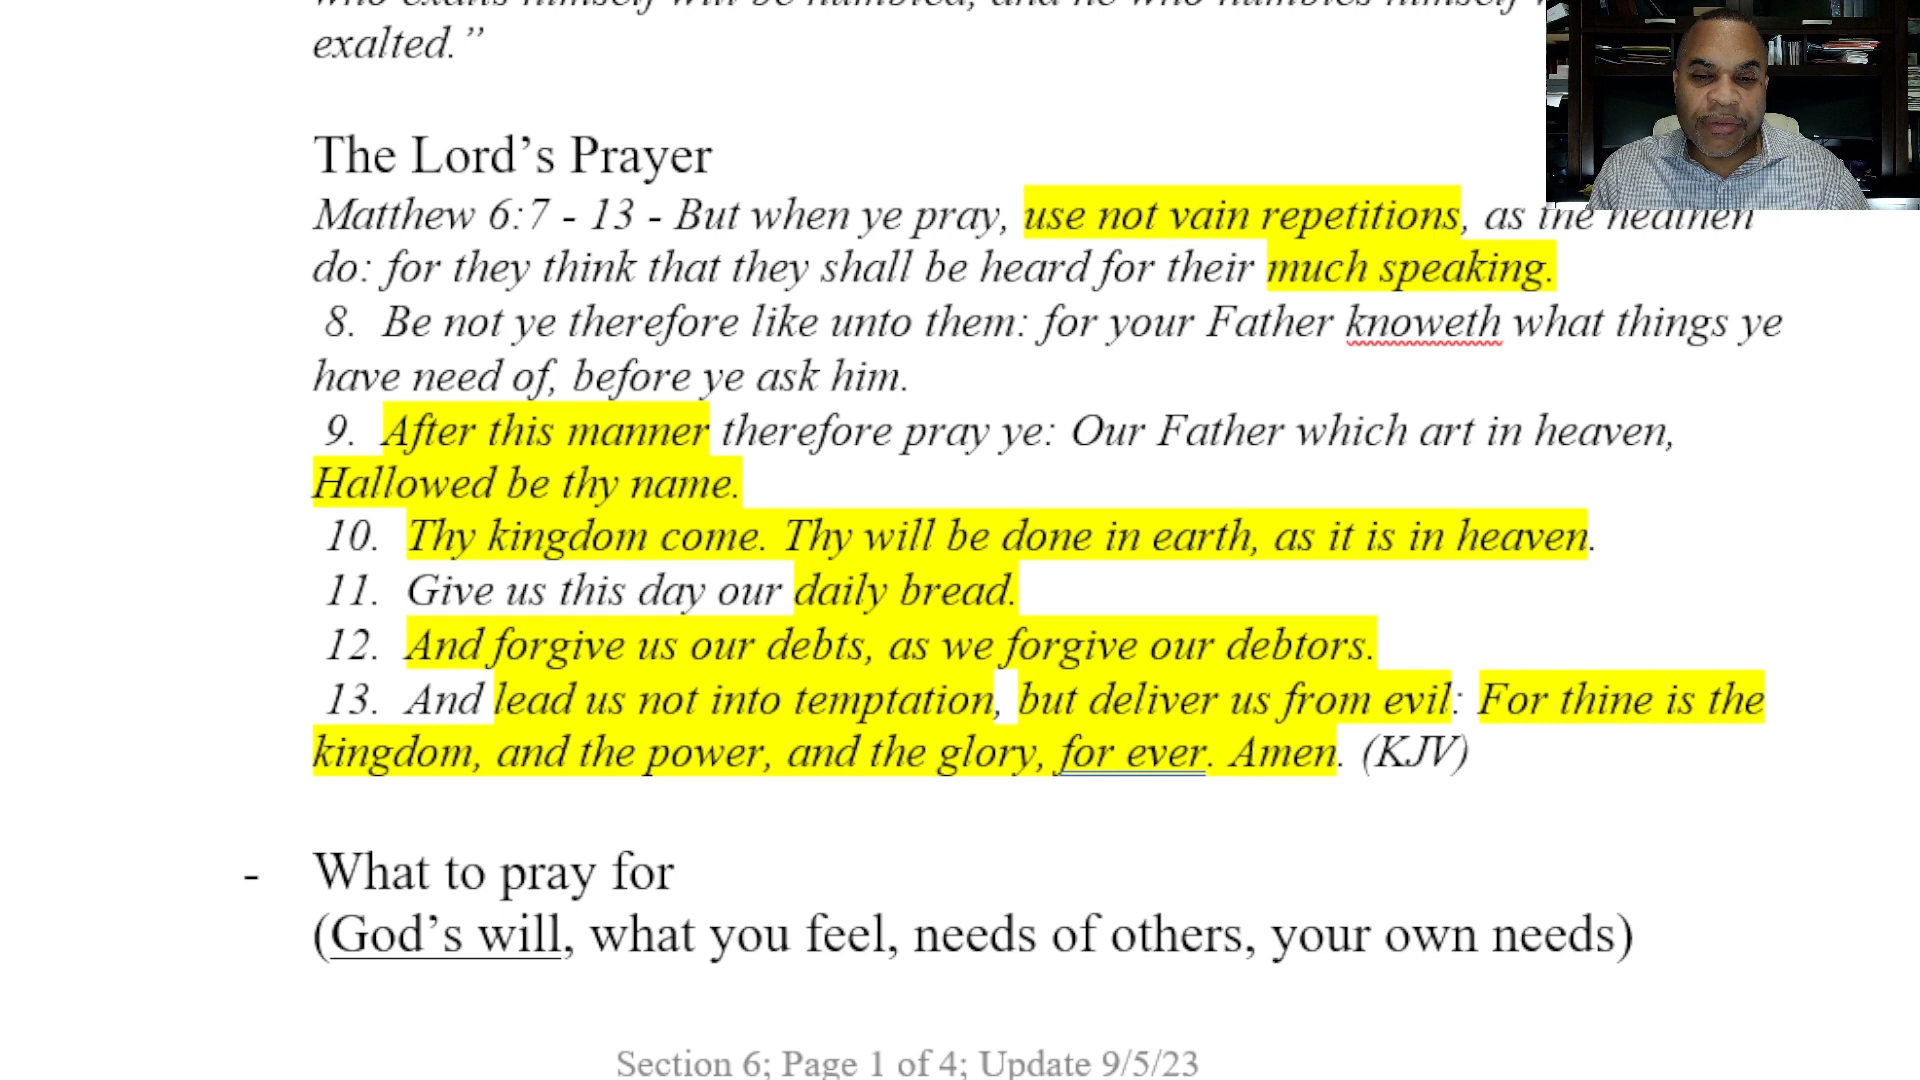 exalted.”
The Lord’s Prayer
Matthew 6:7 - 13 - But when ye pray, use not vain repetitions, as the heathen
do: for they think that they shall be heard for their much speaking.
8. Be not ye therefore like unto them: for your Father knoweth what things ye
have need of, before ye ask him.
9. After this manner therefore pray ye: Our Father which art in heaven,
Hallowed be thy name.
10. Thy kingdom come. Thy will be done in earth, as it is in heaven.
11. Give us this day our daily bread.
12. And forgive us our debts, as we forgive our debtors.
13. And lead us not into temptation, but deliver us from evil: For thine is the
kingdom, and the power, and the glory, for ever. Amen. (KJV)
- What to pray for
(God’s will, what you feel, needs of others, your own needs)
Section 6; Page 1 of 4; Update 9/5/23